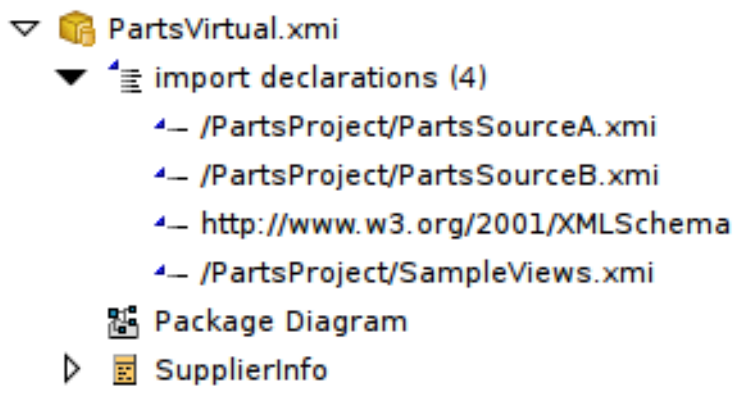 PartsVirtual.xmi
import declarations (4)
/PartsProject/PartsSourceA.xmi
/PartsProject/PartsSourceB.xmi
http://www.w3.org/2001/XMLSchema
/PartsProject/SampleViews.xmi
Package Diagram
SupplierInfo